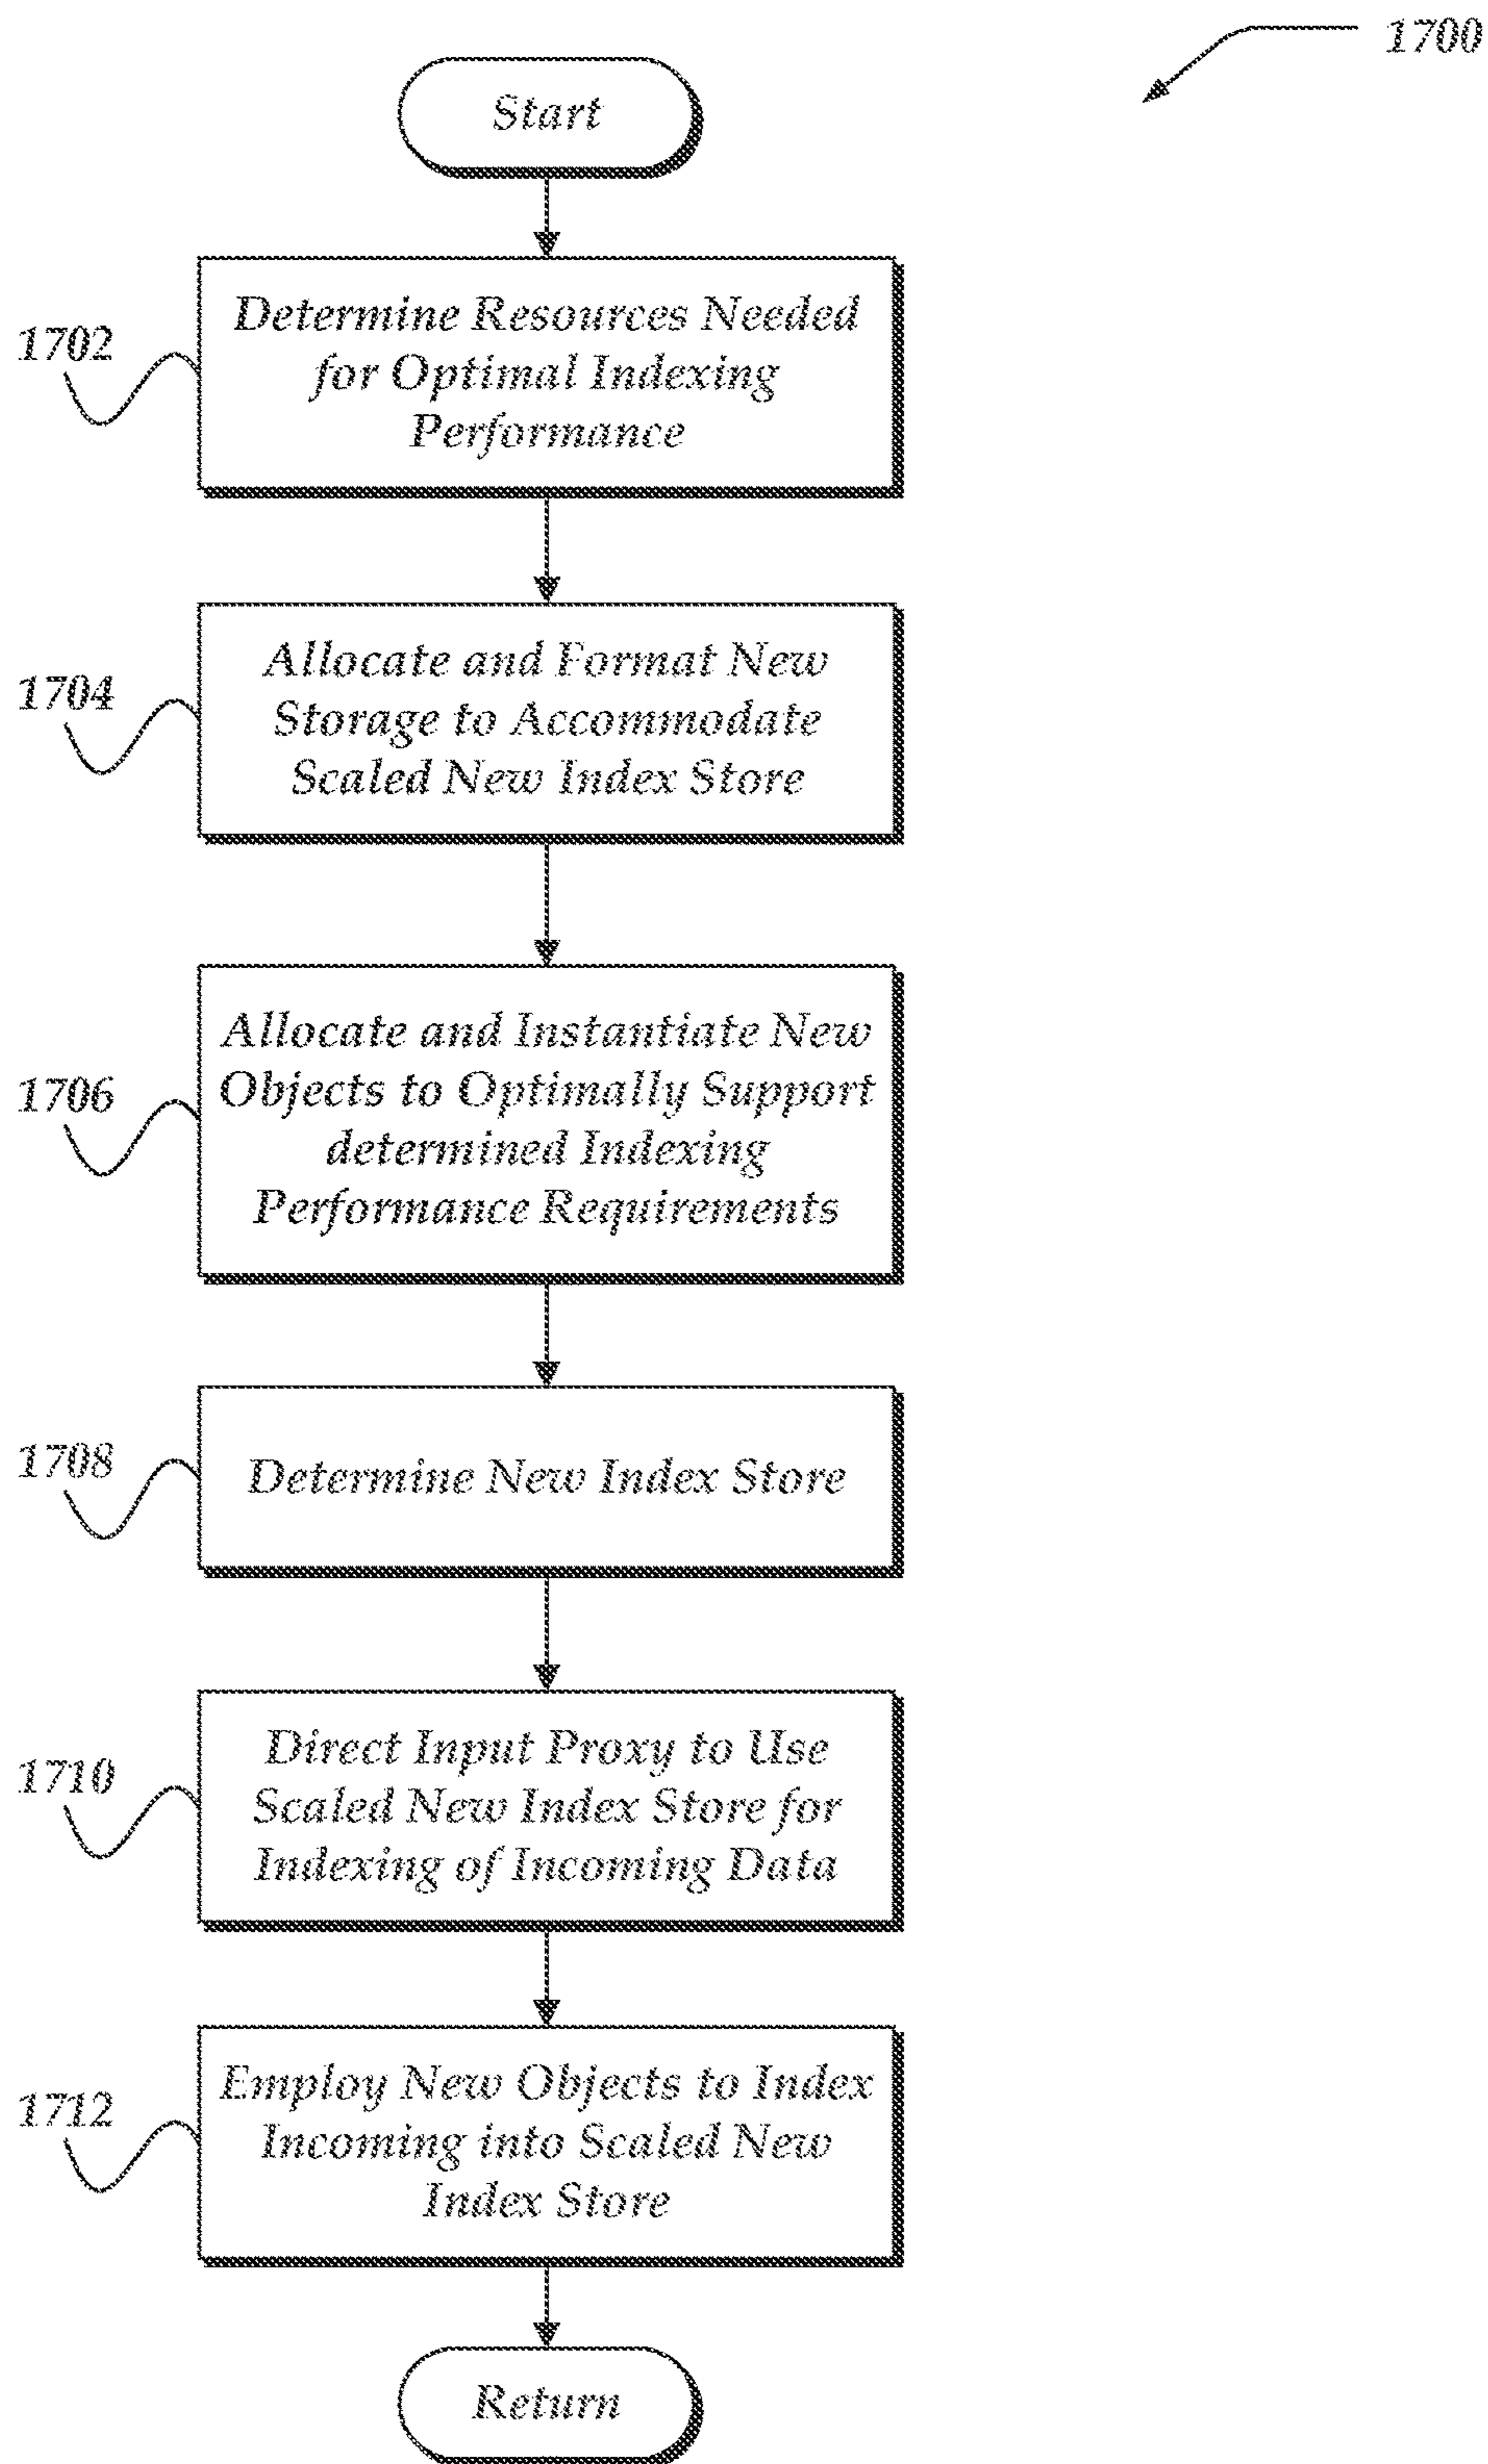 1700
Start
1702
Determine Resources Needed
for Optimal Indexing
Performance
1704
Allocate and Format New
Storage to Accommodate
Scaled New Index Store
1706
Allocate and Instantiate New
Objects to Optimally Support
determined Indexing
Performance Requirements
1708
Determine New Index Store
1710
Direct Input Proxy to Use
Scaled New Index Store for
Indexing of Incoming Data
1712
Employ New Objects to Index
Incoming into Scaled New
Index Store
Return